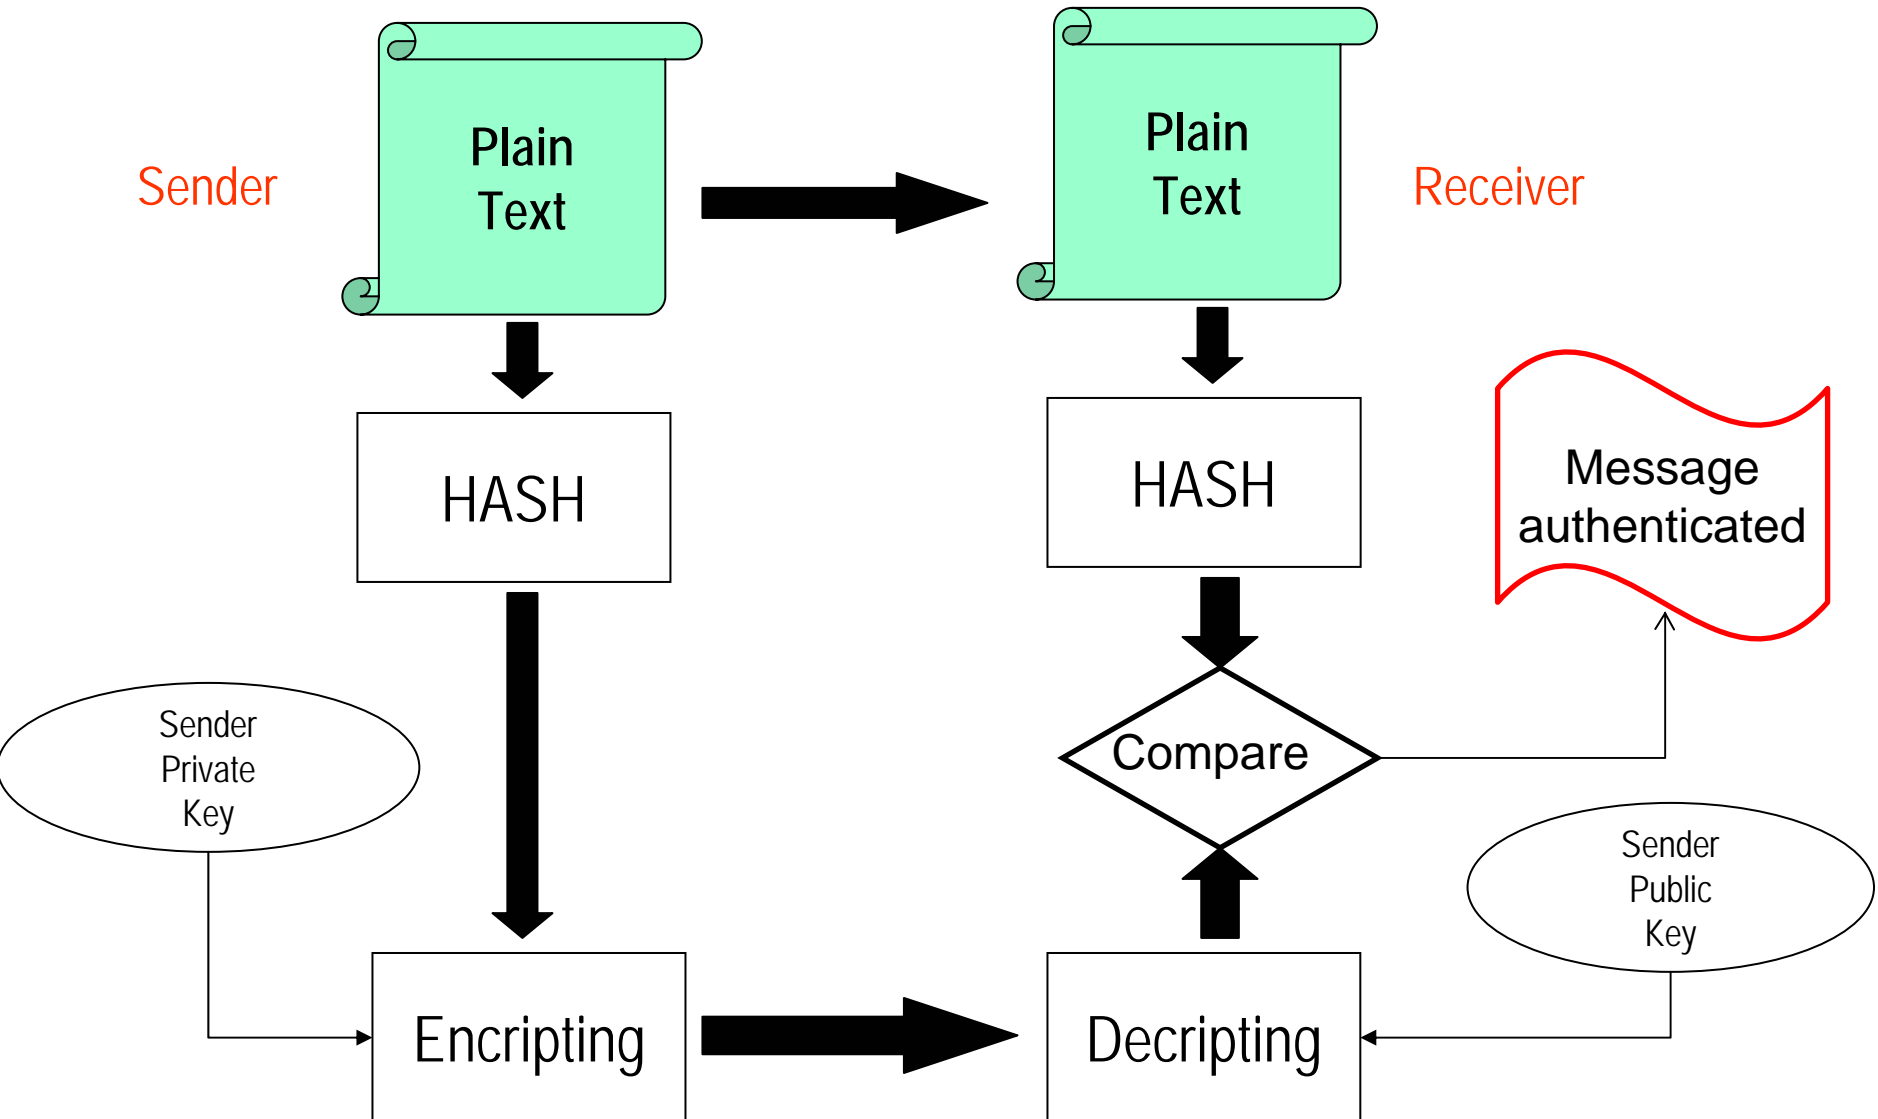 Sender
Plain
Text
Plain
Text
Receiver
HASH
HASH
Message
authenticated
Sender
Private
Key
Compare
Sender
Public
Key
Encripting
Decripting